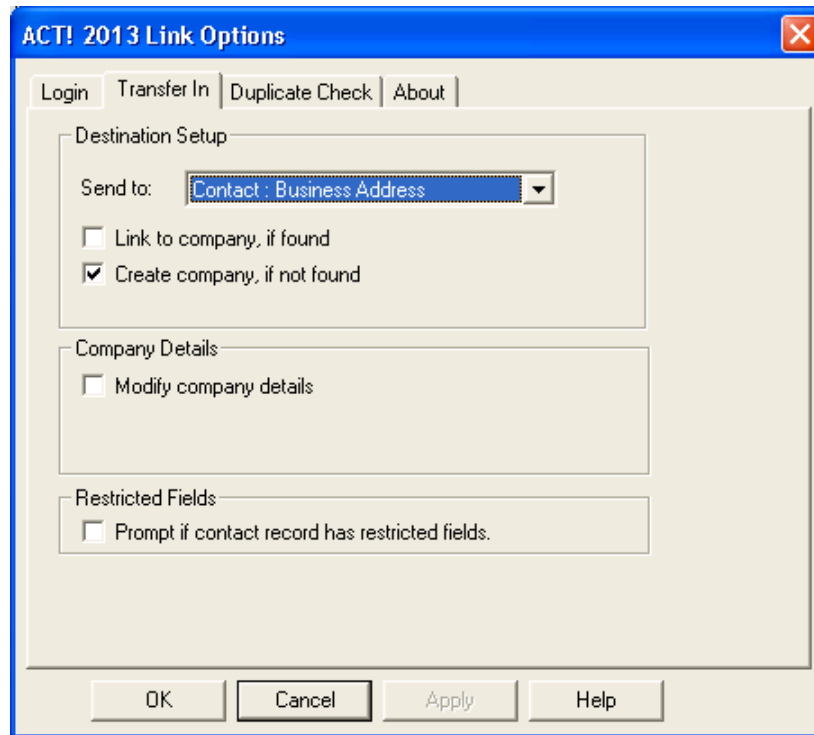 ACT! 2013 Link Options
Login Transfer In Duplicate Check About
Destination Setup
Send to: Contact : Business Address
Link to company, if found
Create company, if not found
Company Details
Modify company details
Restricted Fields
Prompt if contact record has restricted fields.
OK Cancel Apply Help